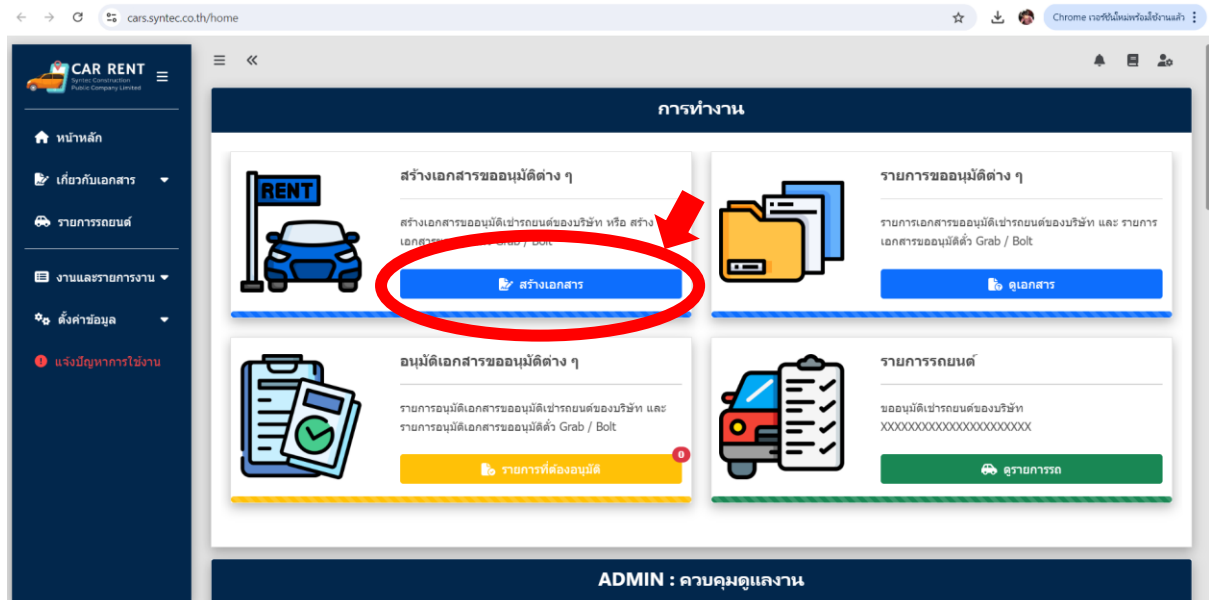 cars.syntec.co.th/home
Chrome เวอร์ชันใหม่พร้อมใช้งานแล้ว
CAR RENT
Syntec Construction
Public Company Limited
หน้าหลัก
เกี่ยวกับเอกสาร
รายการรถยนต์
งานและรายการงาน
ตั้งค่าข้อมูล
แจ้งปัญหาการใช้งาน
การทำงาน
RENT
สร้างเอกสารขออนุมัติต่าง ๆ
สร้างเอกสารขออนุมัติเช่ารถยนต์ของบริษัท หรือ สร้าง
Grab / Bolt
สร้างเอกสาร
รายการขออนุมัติต่าง ๆ
รายการเอกสารขออนุมัติเช่ารถยนต์ของบริษัท และ รายการ
เอกสารขออนุมัติตั๋ว Grab / Bolt
ดูเอกสาร
อนุมัติเอกสารขออนุมัติต่าง ๆ
รายการอนุมัติเอกสารขออนุมัติเช่ารถยนต์ของบริษัท และ
รายการอนุมัติเอกสารขออนุมัติตั๋ว Grab / Bolt
0
รายการที่ต้องอนุมัติ
รายการรถยนต์
ขออนุมัติเช่ารถยนต์ของบริษัท
XXXXXXXXXXXXXXXXXXXXXXX
ดูรายการรถ
ADMIN : ควบคุมดูแลงาน